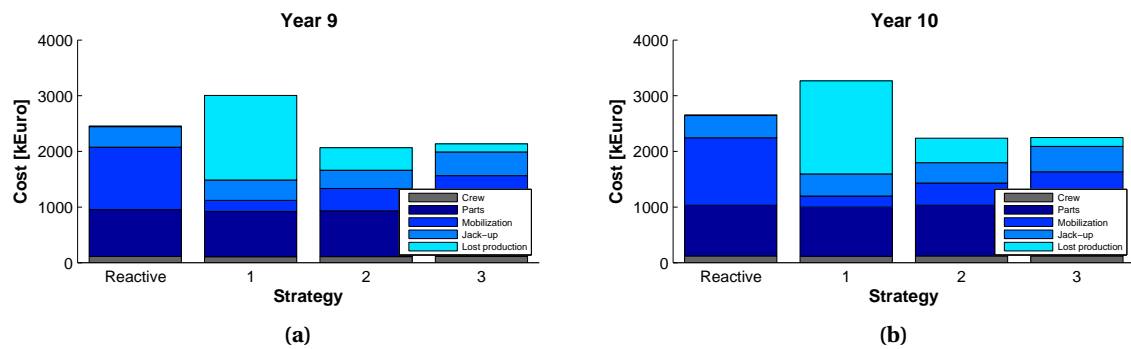 Year 9
4000
3000
2000
1000
0
Cost [kEuro]
Crew
Parts
Mobilization
Jack−up
Lost production
Reactive 1 2 3
Strategy
(a)
Year 10
4000
3000
2000
1000
0
Cost [kEuro]
Crew
Parts
Mobilization
Jack−up
Lost production
Reactive 1 2 3
Strategy
(b)